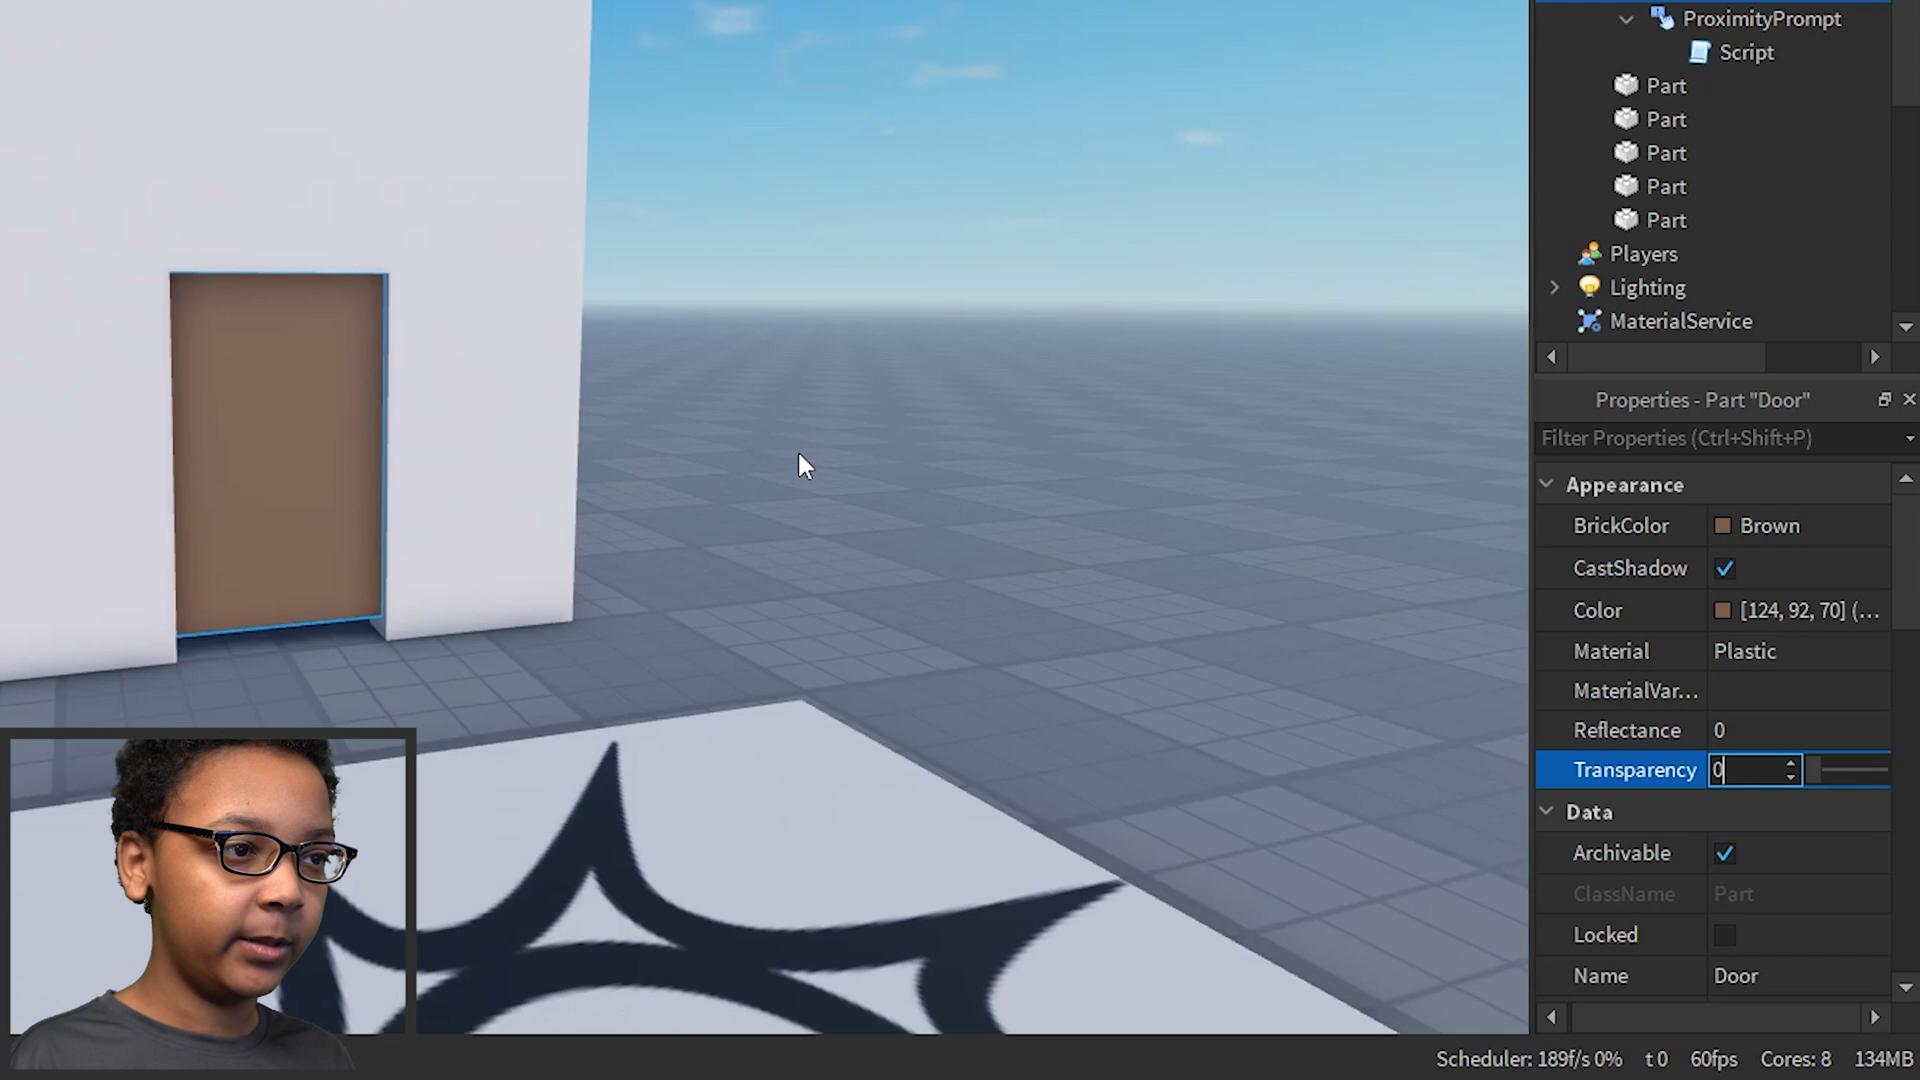 ProximityPrompt
Script
Part
Part
Part
Part
Part
Players
Lighting
MaterialService
Properties - Part "Door"
Filter Properties (Ctrl+Shift+P)
Appearance
BrickColor Brown
CastShadow
Color [124, 92, 70] (...
Material Plastic
MaterialVar...
Reflectance 0
Transparency 0
Data
Archivable
ClassName Part
Locked
Name Door
Scheduler: 189f/s 0% t 0 60fps Cores: 8 134MB